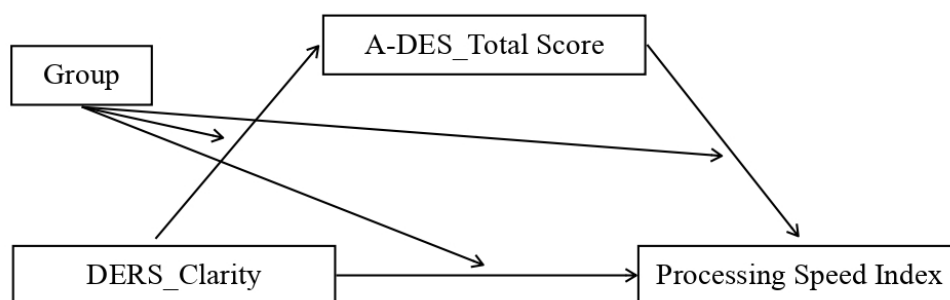 A-DES_Total Score
Group
DERS_Clarity
Processing Speed Index